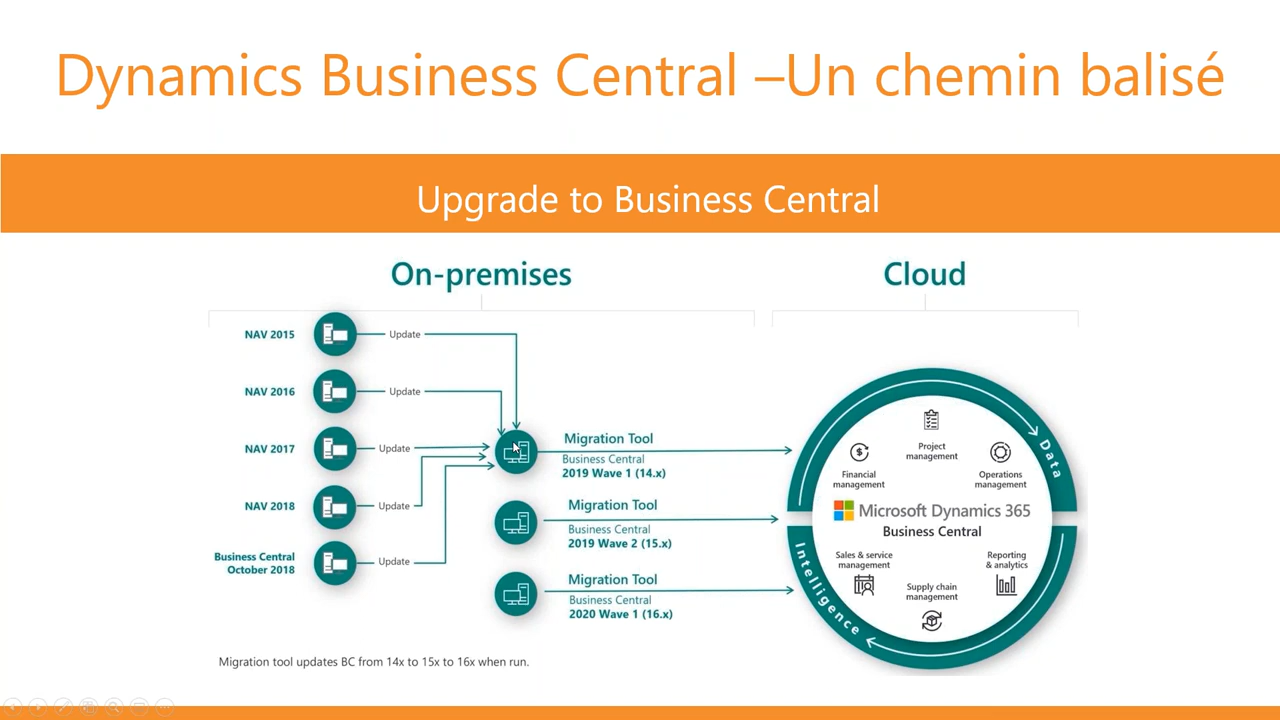 Dynamics Business Central –Un chemin balisé
Upgrade to Business Central
On-premises
Cloud
NAV 2015
Update
NAV 2016
Update
NAV 2017
Update
NAV 2018
Update
Business Central
October 2018
Update
Migration Tool
Business Central
2019 Wave 1 (14.x)
Migration Tool
Business Central
2019 Wave 2 (15.x)
Migration Tool
Business Central
2020 Wave 1 (16.x)
Data
Project
management
Financial
management
Operations
management
Microsoft Dynamics 365
Business Central
Sales & service
management
Reporting
& analytics
Supply chain
management
Intelligence
Migration tool updates BC from 14x to 15x to 16x when run.